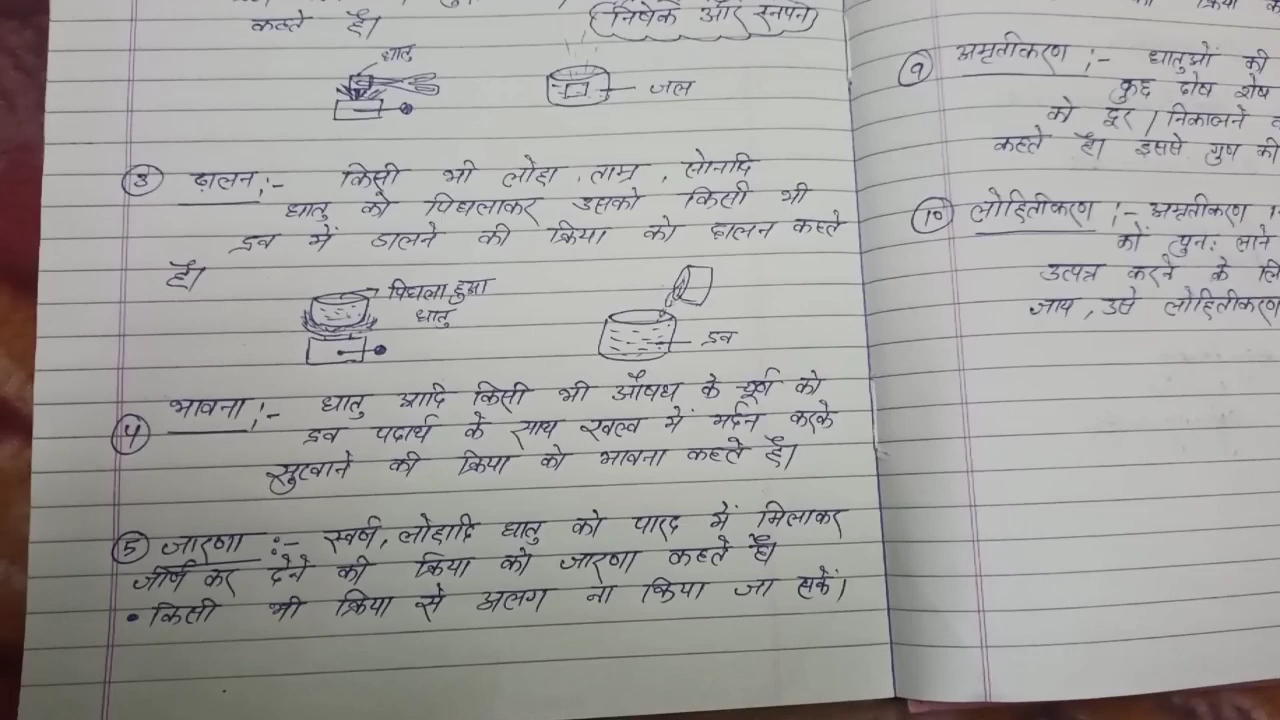 कहते है।
(निषेक और स्नपन)
धातु
जल
③ ढालन :- किसी भी लोहा, ताम्र, सोनादि
धातु को पिघलाकर उसको किसी भी
द्रव में डालने की क्रिया को ढालन कहते
है।
पिघला हुआ
धातु
द्रव
④ भावना :- धातु आदि किसी भी औषध के चूर्ण को
द्रव पदार्थ के साथ खल्व में मर्दन करके
सुखाने की क्रिया को भावना कहते है।
⑤ जारणा :- स्वर्ण, लोहादि धातु को पारद में मिलाकर
जीर्ण कर देने की क्रिया को जारणा कहते है।
• किसी भी क्रिया से अलग ना किया जा सकें।
⑨ अमृतीकरण :- धातुओं की
कुछ दोष शेष
को दूर / निकालने
कहते है। इससे गुण की
⑩ लोहितीकरण :- अमृतीकरण
को पुन: लाने
उत्पन्न करने के लि
जाय, उसे लोहितीकरण